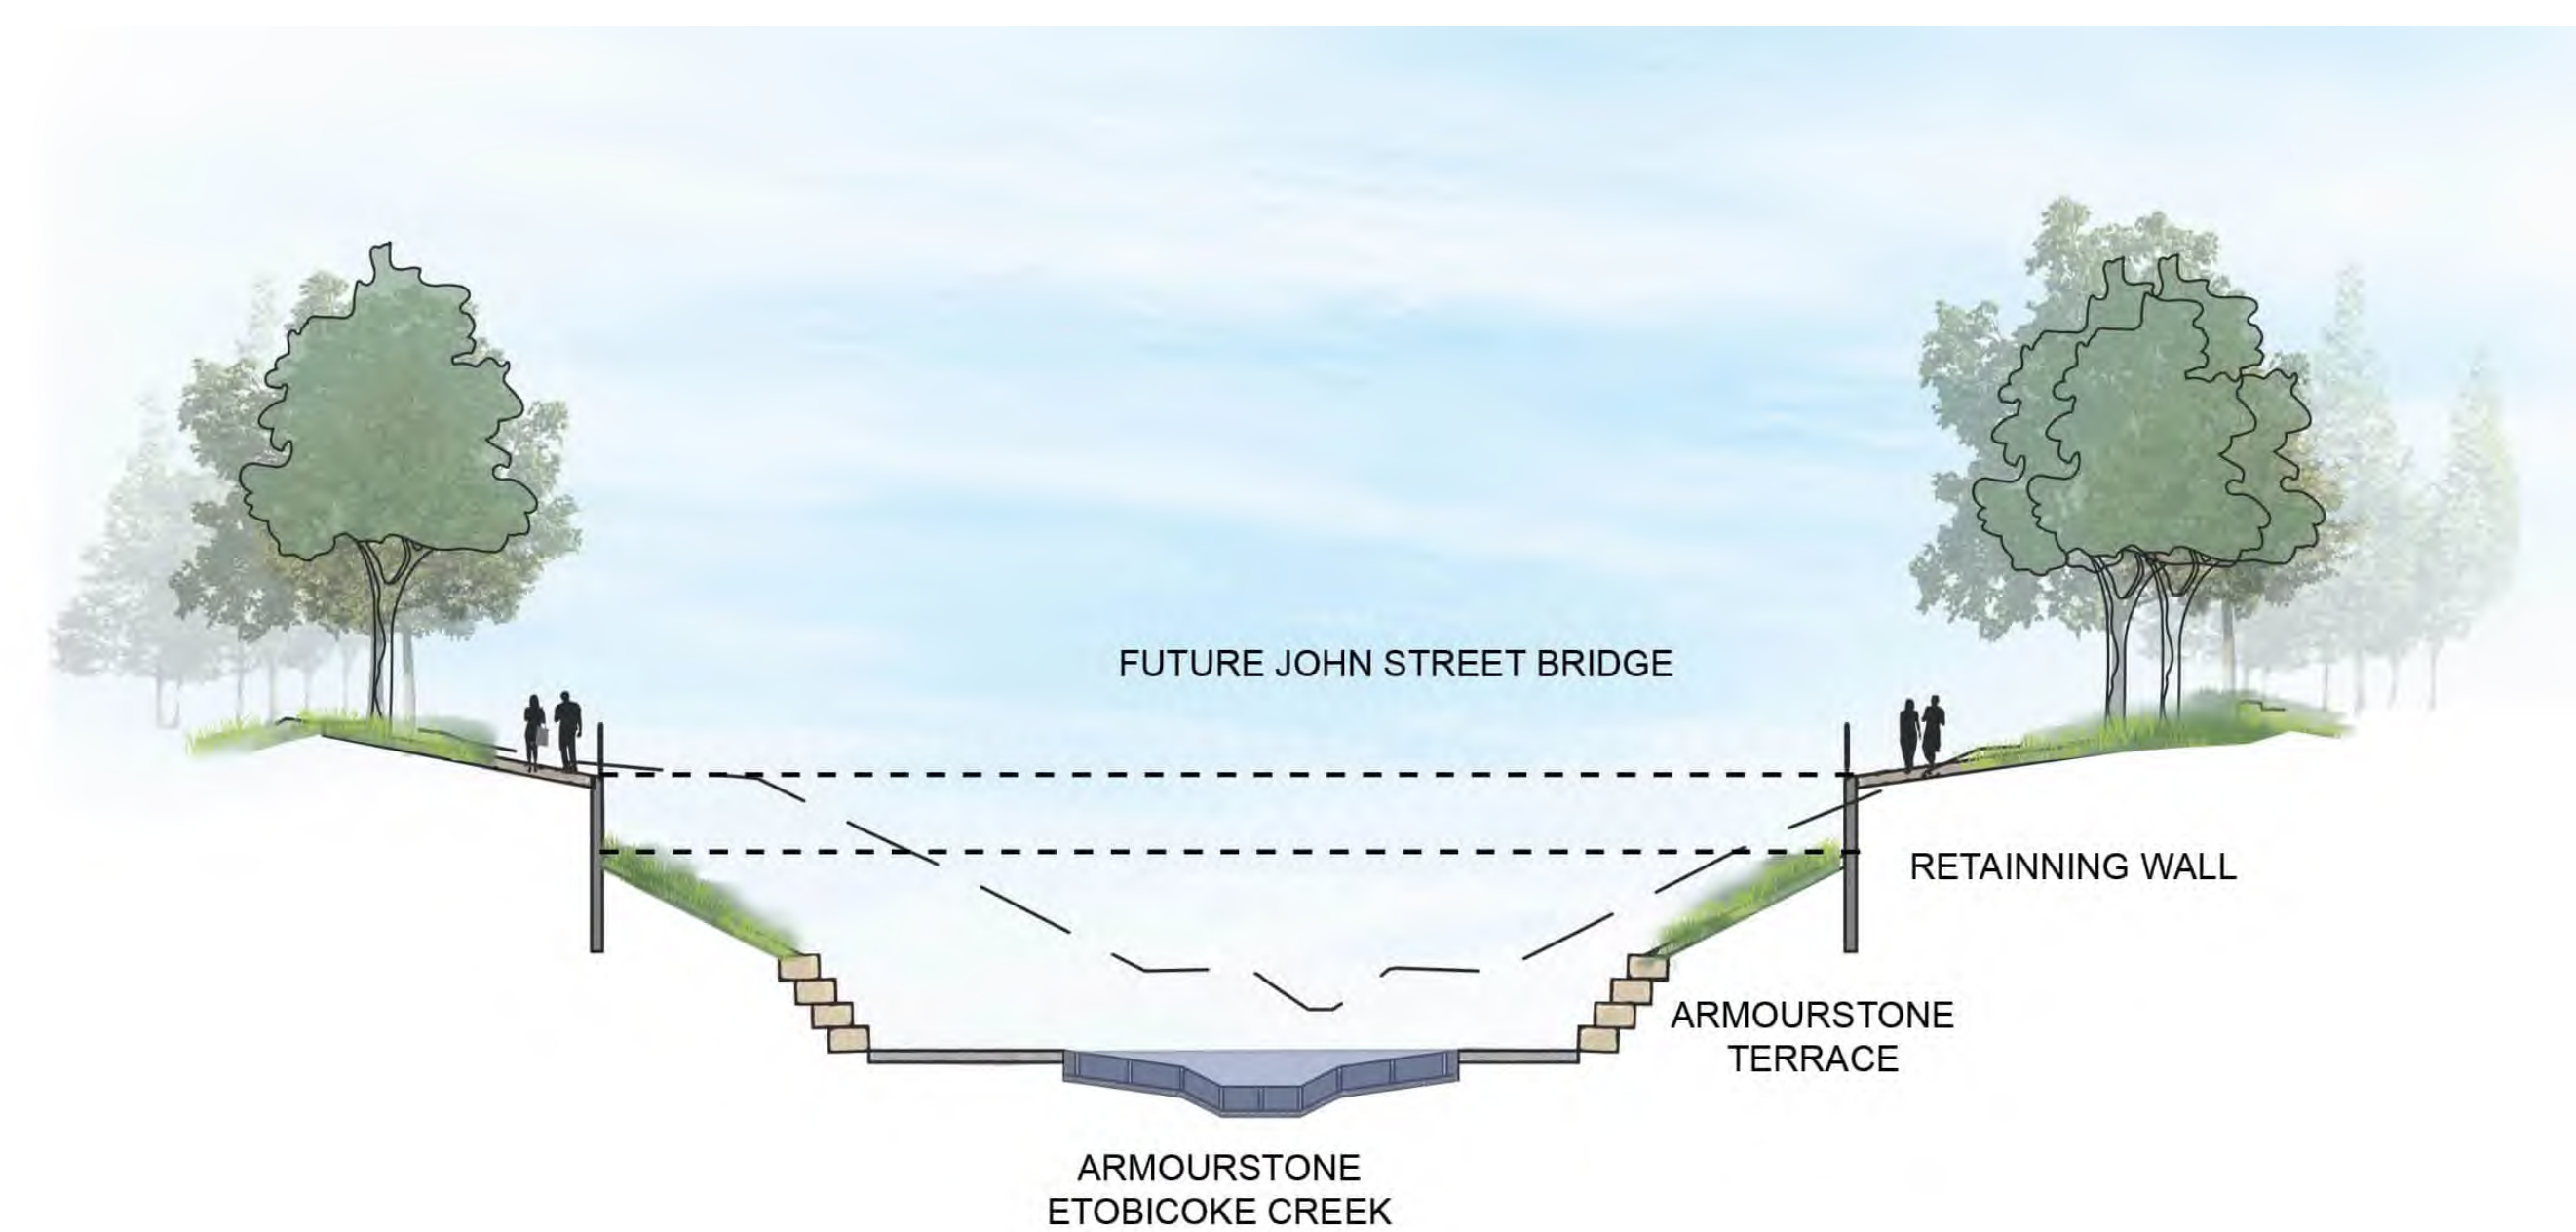 FUTURE JOHN STREET BRIDGE
RETAINNING WALL
ARMOURSTONE
TERRACE
ARMOURSTONE
ETOBICOKE CREEK